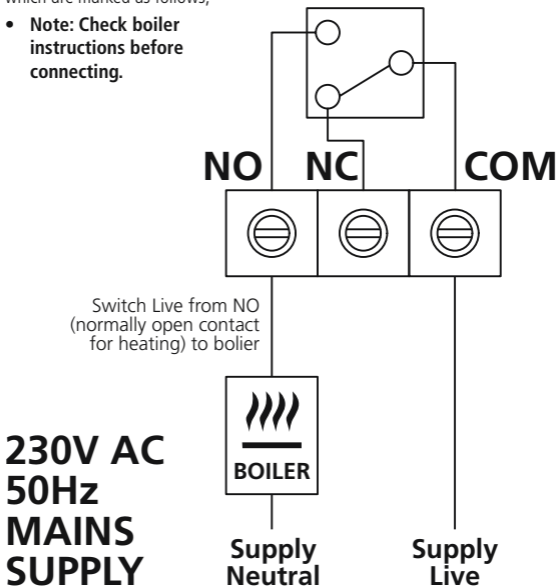 which are marked as follows;
• Note: Check boiler
instructions before
connecting.
NO NC COM
Switch Live from NO
(normally open contact
for heating) to bolier
BOILER
230V AC
50Hz
MAINS
SUPPLY
Supply
Neutral
Supply
Live